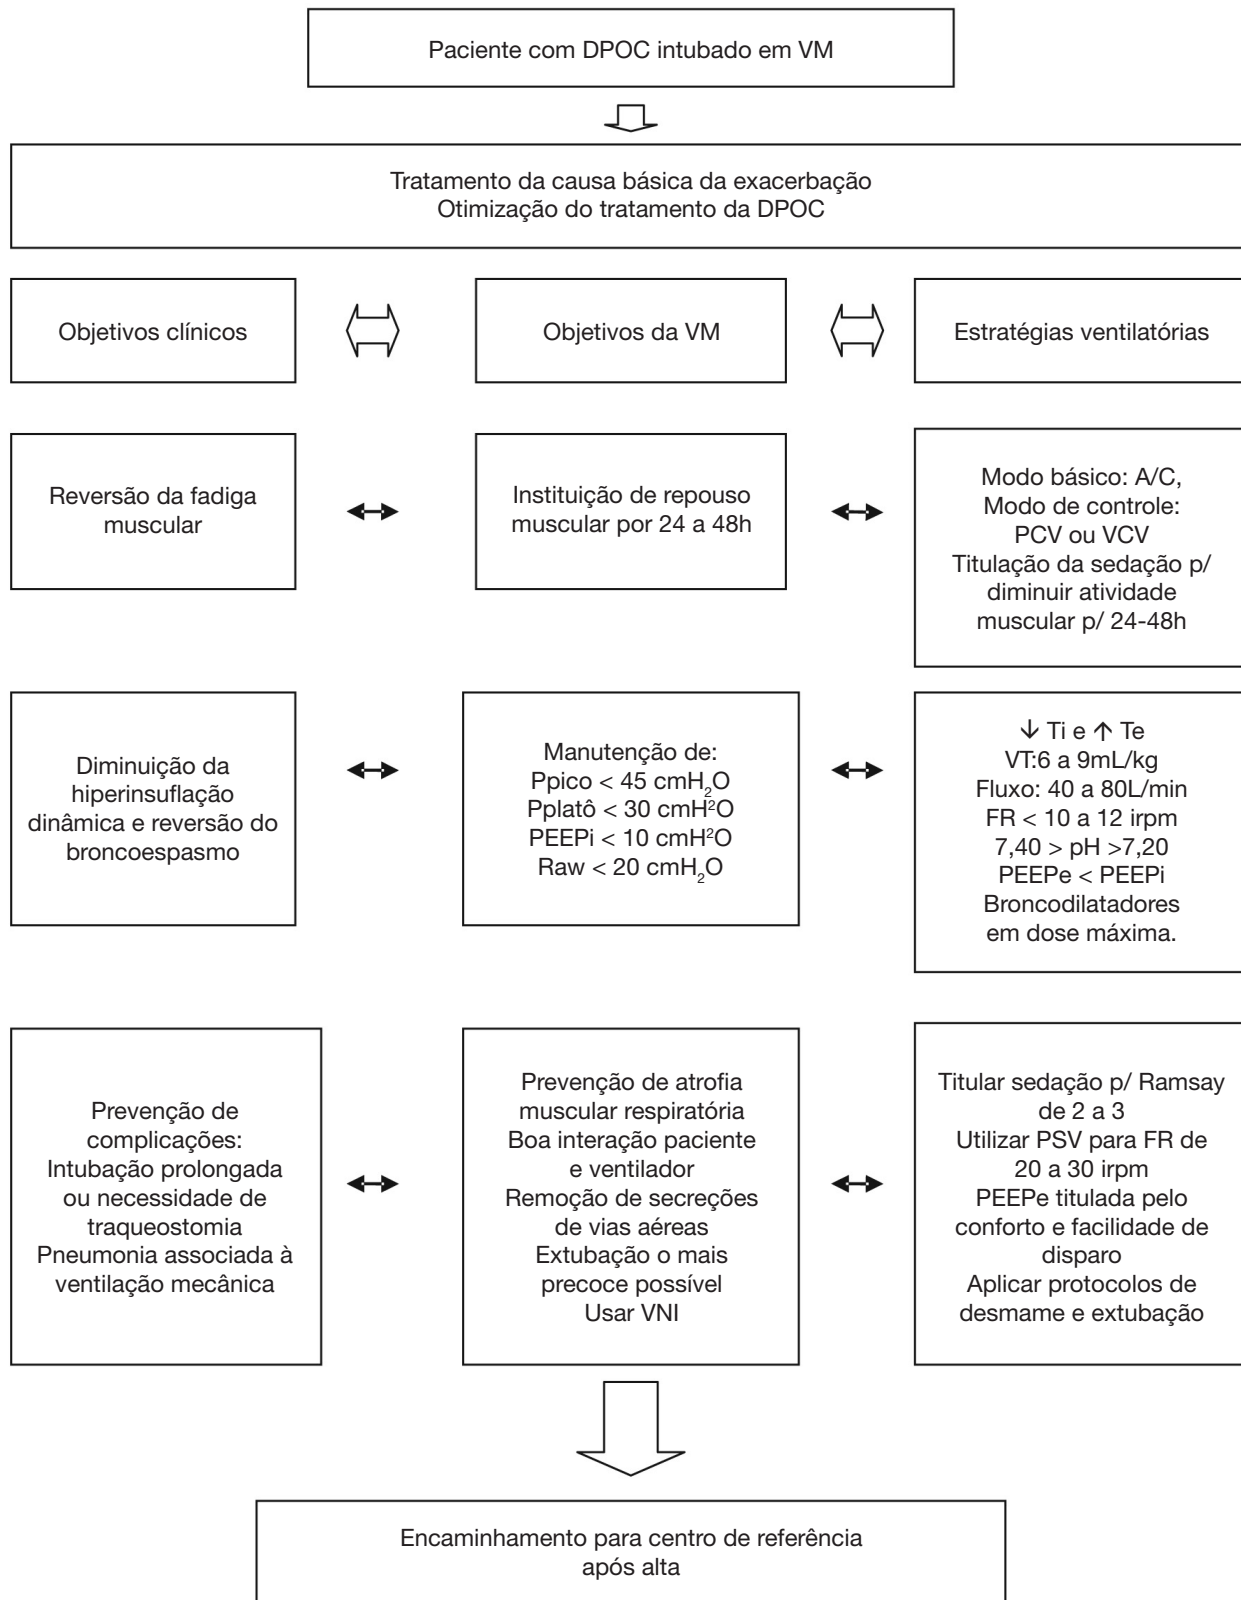 Paciente com DPOC intubado em VM
Tratamento da causa básica da exacerbação
Otimização do tratamento da DPOC
Objetivos clínicos
Objetivos da VM
Estratégias ventilatórias
Reversão da fadiga
muscular
Instituição de repouso
muscular por 24 a 48h
Modo básico: A/C,
Modo de controle:
PCV ou VCV
Titulação da sedação p/
diminuir atividade
muscular p/ 24-48h
Diminuição da
hiperinsuflação
dinâmica e reversão do
broncoespasmo
Manutenção de:
Ppico < 45 cmH₂O
Pplatô < 30 cmH²O
PEEPi < 10 cmH²O
Raw < 20 cmH₂O
↓ Ti e ↑ Te
VT:6 a 9mL/kg
Fluxo: 40 a 80L/min
FR < 10 a 12 irpm
7,40 > pH >7,20
PEEPe < PEEPi
Broncodilatadores
em dose máxima.
Prevenção de
complicações:
Intubação prolongada
ou necessidade de
traqueostomia
Pneumonia associada à
ventilação mecânica
Prevenção de atrofia
muscular respiratória
Boa interação paciente
e ventilador
Remoção de secreções
de vias aéreas
Extubação o mais
precoce possível
Usar VNI
Titular sedação p/ Ramsay
de 2 a 3
Utilizar PSV para FR de
20 a 30 irpm
PEEPe titulada pelo
conforto e facilidade de
disparo
Aplicar protocolos de
desmame e extubação
Encaminhamento para centro de referência
após alta